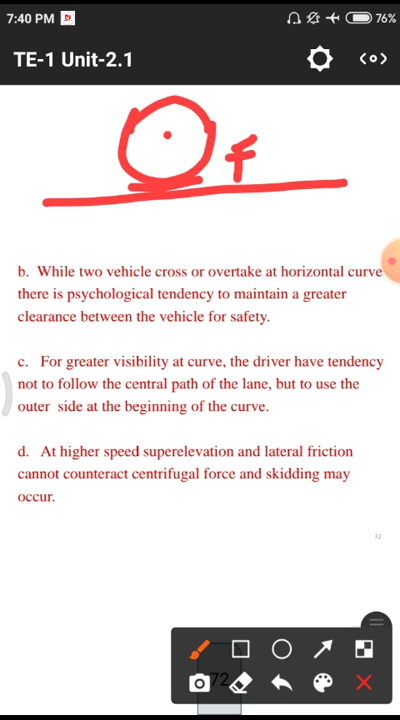 7:40 PM 76%
TE-1 Unit-2.1
F
b. While two vehicle cross or overtake at horizontal curve
there is psychological tendency to maintain a greater
clearance between the vehicle for safety.
c. For greater visibility at curve, the driver have tendency
not to follow the central path of the lane, but to use the
outer side at the beginning of the curve.
d. At higher speed superelevation and lateral friction
cannot counteract centrifugal force and skidding may
occur.
72
72